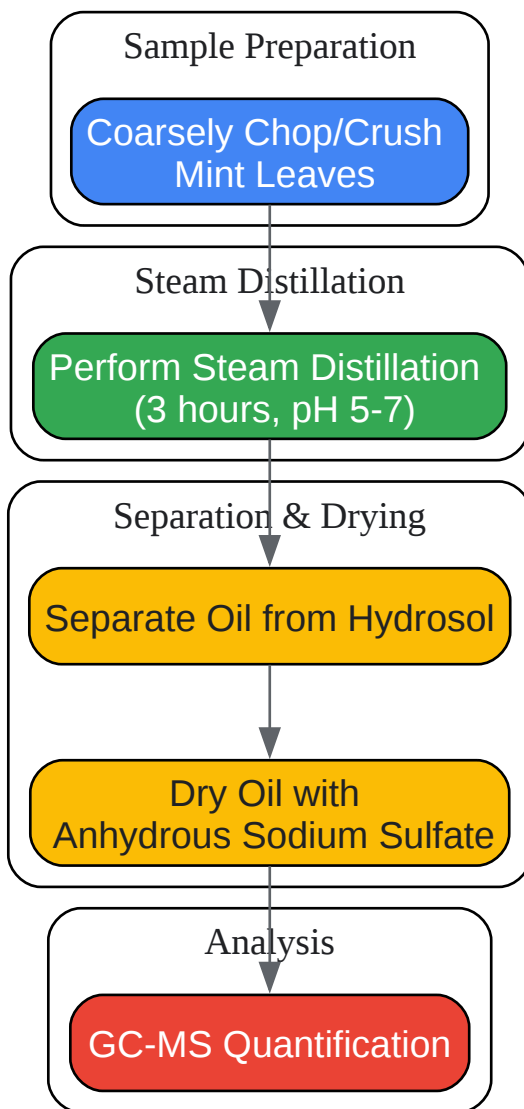 Sample Preparation
Coarsely Chop/Crush
Mint Leaves
Steam Distillation
Perform Steam Distillation
(3 hours, pH 5-7)
Separation & Drying
Separate Oil from Hydrosol
Dry Oil with
Anhydrous Sodium Sulfate
Analysis
GC-MS Quantification